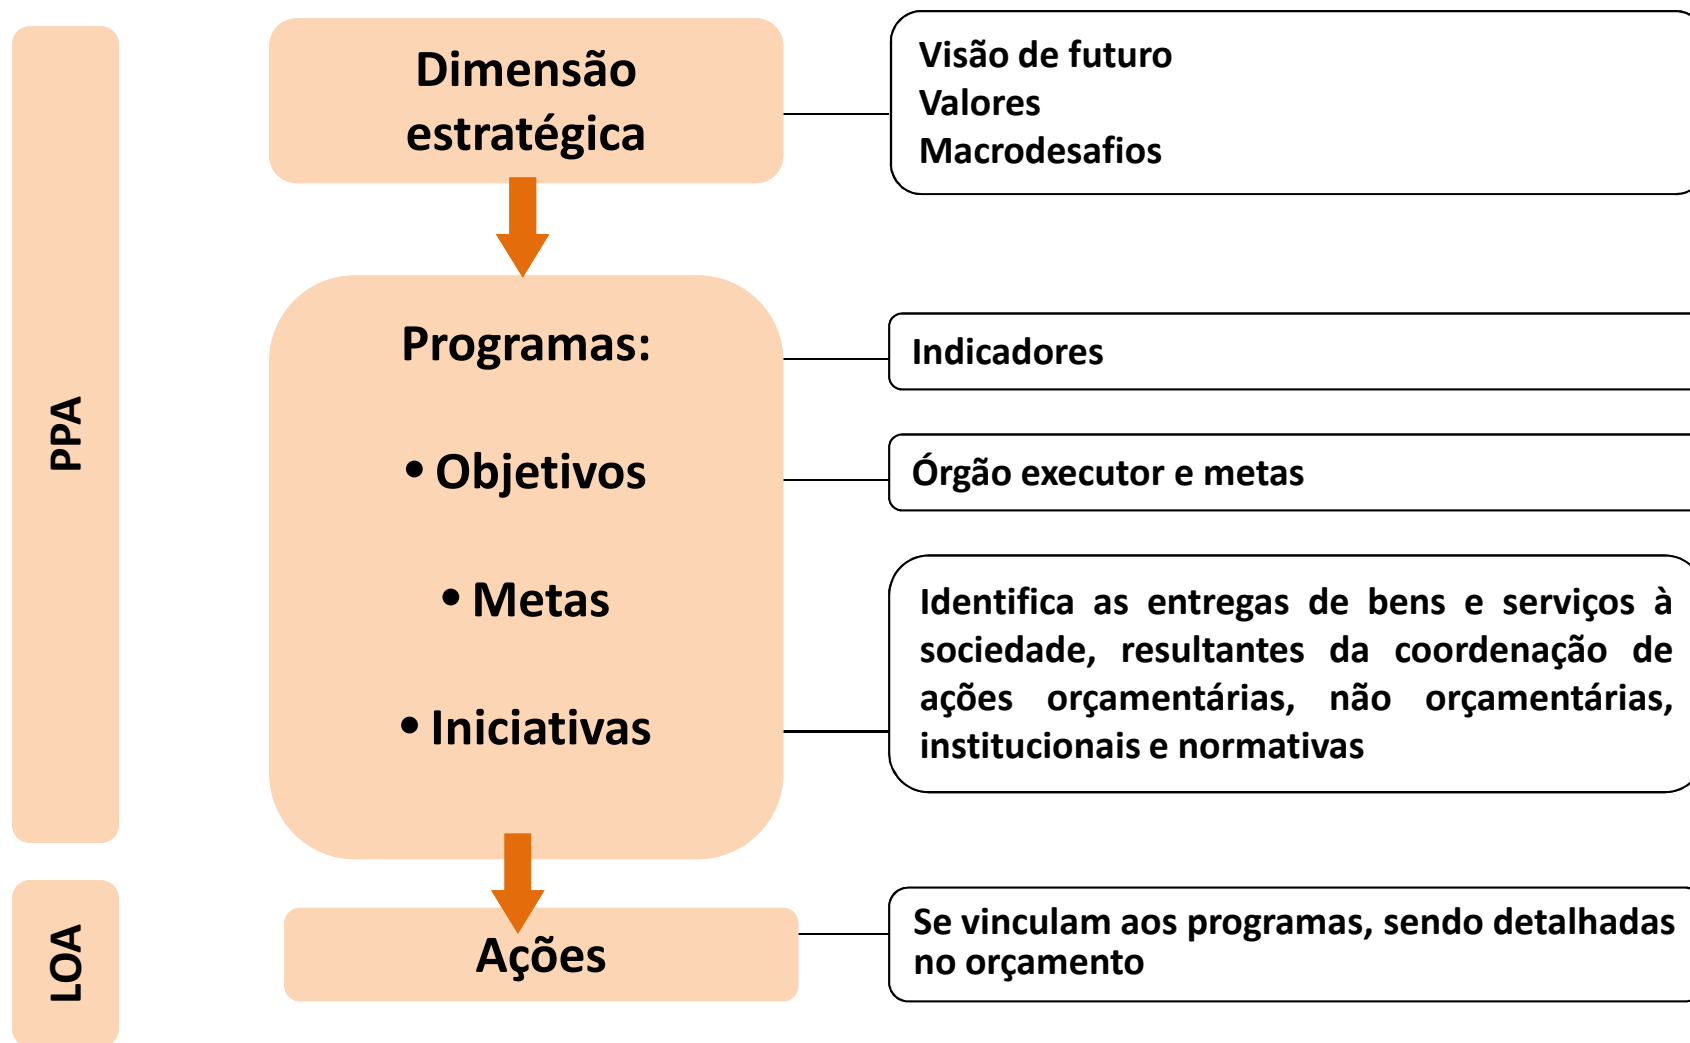 PPA
Dimensão
estratégica
Visão de futuro
Valores
Macrodesafios
Programas:
Indicadores
• Objetivos
Órgão executor e metas
• Metas
• Iniciativas
Identifica as entregas de bens e serviços à
sociedade, resultantes da coordenação de
ações orçamentárias, não orçamentárias,
institucionais e normativas
LOA
Ações
Se vinculam aos programas, sendo detalhadas
no orçamento